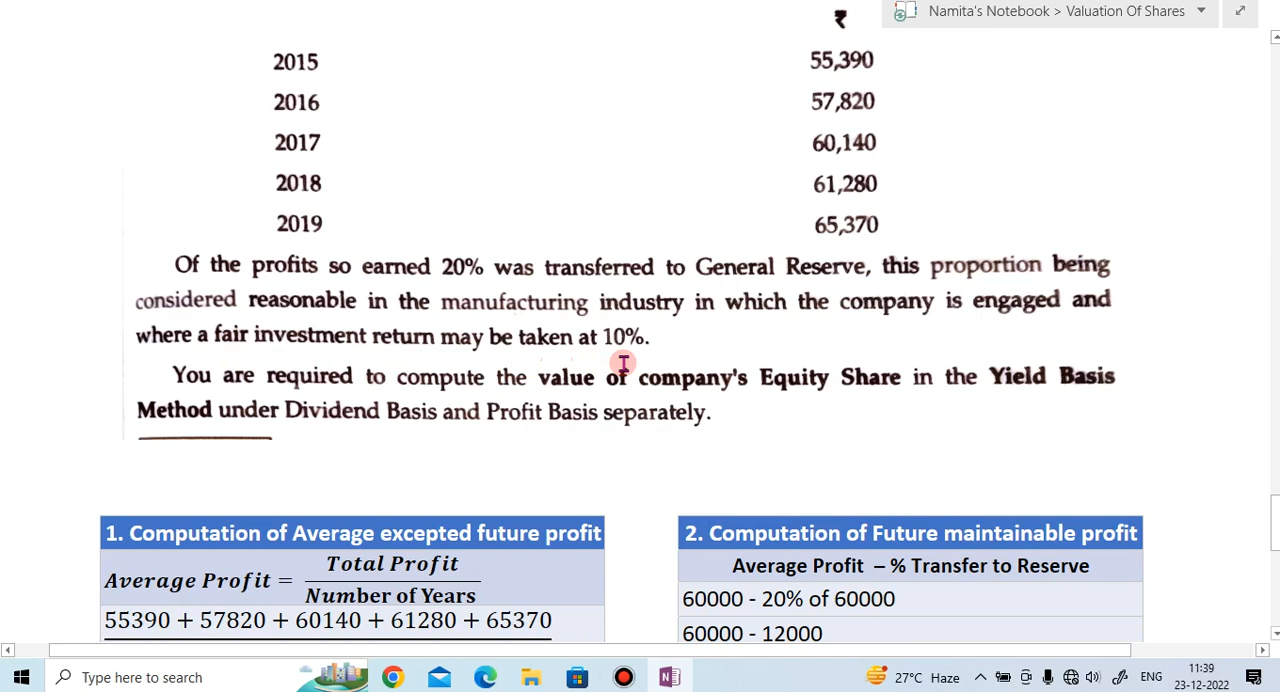 Namita's Notebook > Valuation Of Shares
₹
2015 55,390
2016 57,820
2017 60,140
2018 61,280
2019 65,370
Of the profits so earned 20% was transferred to General Reserve, this proportion being
considered reasonable in the manufacturing industry in which the company is engaged and
where a fair investment return may be taken at 10%.
You are required to compute the value of company's Equity Share in the Yield Basis
Method under Dividend Basis and Profit Basis separately.
1. Computation of Average excepted future profit
Average Profit = Total Profit
Number of Years
55390 + 57820 + 60140 + 61280 + 65370
2. Computation of Future maintainable profit
Average Profit – % Transfer to Reserve
60000 - 20% of 60000
60000 - 12000
Type here to search
27°C Haze
ENG
11:39
23-12-2022